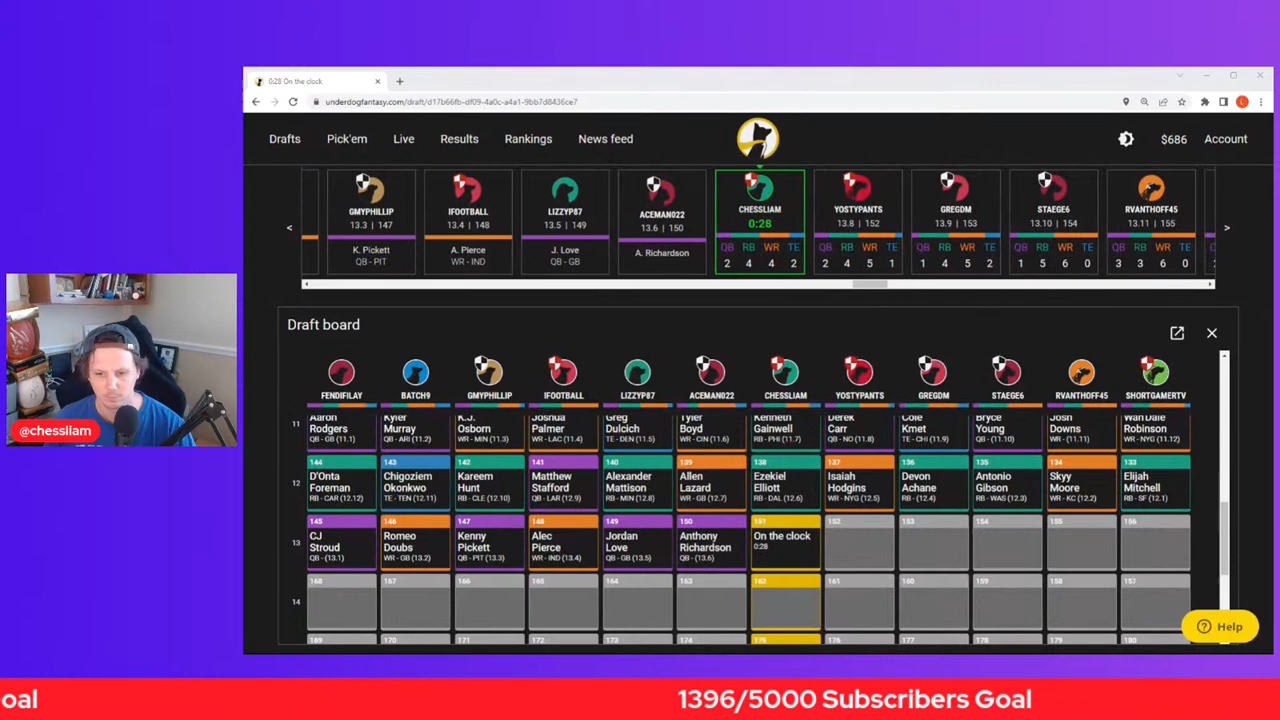 0:28 On the clock
underdogfantasy.com/draft/d17b66fb-df09-4a0c-a4a1-9bb7d8436ce7
Drafts Pick'em Live Results Rankings News feed $686 Account
GMYPHILLIP IFOOTBALL LIZZYP87 ACEMAN022 CHESSLIAM YOSTYPANTS GREGDM STAEGE6 RVANTHOFF45
13.3 | 147 13.4 | 148 13.5 | 149 13.6 | 150 0:28 13.8 | 152 13.9 | 153 13.10 | 154 13.11 | 155
K. Pickett A. Pierce J. Love A. Richardson QB RB WR TE QB RB WR TE QB RB WR TE QB RB WR TE QB RB WR TE
QB - PIT WR - IND QB - GB 2 4 4 2 2 4 5 1 1 4 5 2 1 5 6 0 3 3 6 0
Draft board
FENDIFILAY BATCH9 GMYPHILLIP IFOOTBALL LIZZYP87 ACEMAN022 CHESSLIAM YOSTYPANTS GREGDM STAEGE6 RVANTHOFF45 SHORTGAMERTV
Aaron Kyler K.J. Joshua Greg Tyler Kenneth Derek Cole Bryce Josh Wan'Dale
11 Rodgers Murray Osborn Palmer Dulcich Boyd Gainwell Carr Kmet Young Downs Robinson
QB - GB (11.1) QB - ARI (11.2) WR - MIN (11.3) WR - LAC (11.4) TE - DEN (11.5) WR - CIN (11.6) RB - PHI (11.7) QB - NO (11.8) TE - CHI (11.9) QB - (11.10) WR - (11.11) WR - NYG (11.12)
144 143 142 141 140 139 138 137 136 135 134 133
D'Onta Chigoziem Kareem Matthew Alexander Allen Ezekiel Isaiah Devon Antonio Skyy Elijah
12 Foreman Okonkwo Hunt Stafford Mattison Lazard Elliott Hodgins Achane Gibson Moore Mitchell
RB - CAR (12.12) TE - TEN (12.11) RB - CLE (12.10) QB - LAR (12.9) RB - MIN (12.8) WR - GB (12.7) RB - DAL (12.6) WR - NYG (12.5) RB - (12.4) RB - WAS (12.3) WR - KC (12.2) RB - SF (12.1)
145 146 147 148 149 150 151 152 153 154 155 156
CJ Romeo Kenny Alec Jordan Anthony On the clock
13 Stroud Doubs Pickett Pierce Love Richardson 0:28
QB - (13.1) WR - GB (13.2) QB - PIT (13.3) WR - IND (13.4) QB - GB (13.5) QB - (13.6)
168 167 166 165 164 163 162 161 160 159 158 157
14
169 170 171 172 173 174 175 176 177 178 179 180
Help
@chessliam
oal 1396/5000 Subscribers Goal